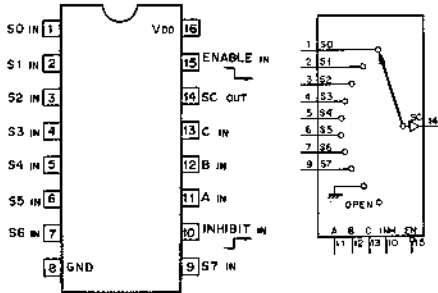 S0 IN 1
S1 IN 2
S2 IN 3
S3 IN 4
S4 IN 5
S5 IN 6
S6 IN 7
8 GND
16 VDD
15 ENABLE IN
14 SC OUT
13 C IN
12 B IN
11 A IN
10 INHIBIT IN
9 S7 IN
1 S0
2 S1
3 S2
4 S3
5 S4
6 S5
7 S6
9 S7
SC
14
OPEN
A B C INH EN
11 12 13 10 15